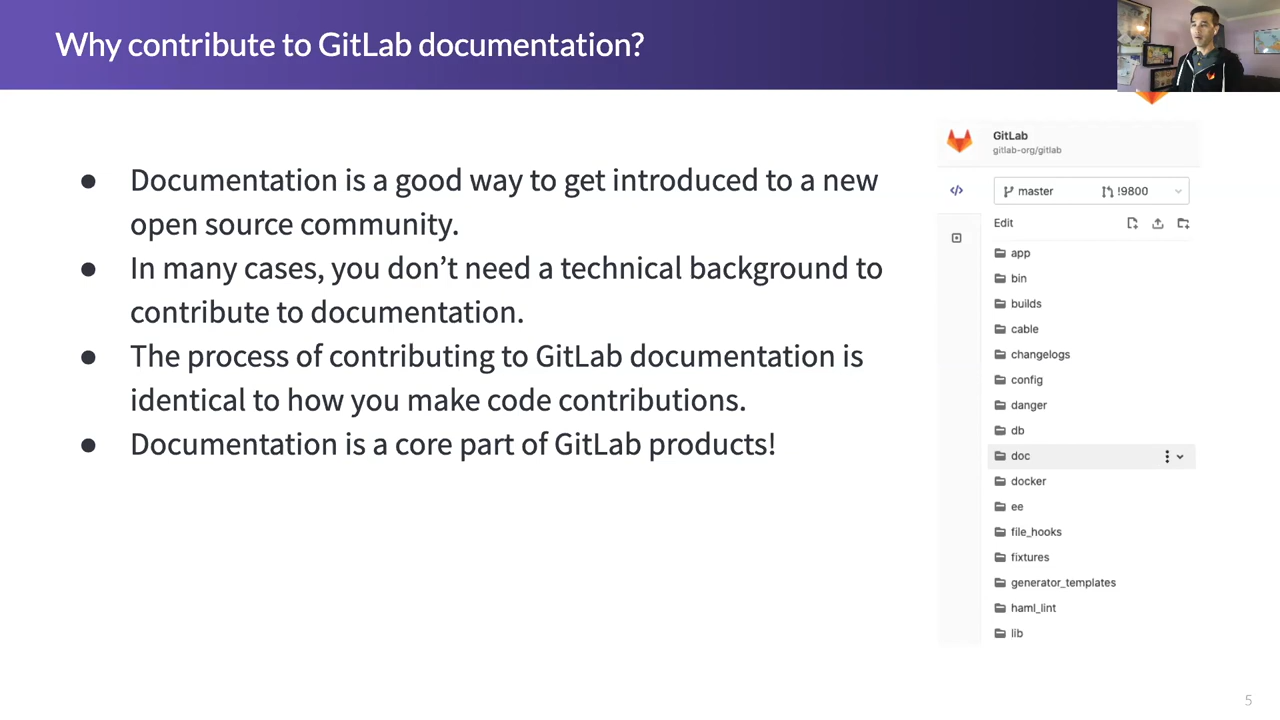 Why contribute to GitLab documentation?
● Documentation is a good way to get introduced to a new
open source community.
● In many cases, you don’t need a technical background to
contribute to documentation.
● The process of contributing to GitLab documentation is
identical to how you make code contributions.
● Documentation is a core part of GitLab products!
GitLab
gitlab-org/gitlab
master !9800
Edit
app
bin
builds
cable
changelogs
config
danger
db
doc
docker
ee
file_hooks
fixtures
generator_templates
haml_lint
lib
5